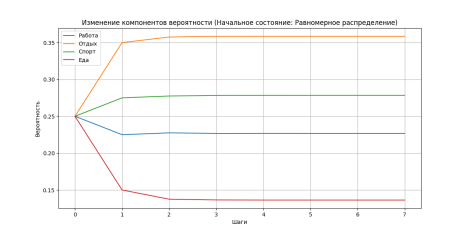 Изменение компонентов вероятности (Начальное состояние: Равномерное распределение)
Работа
Отдых
Спорт
Еда
Вероятность
0.35
0.30
0.25
0.20
0.15
0 1 2 3 4 5 6 7
Шаги